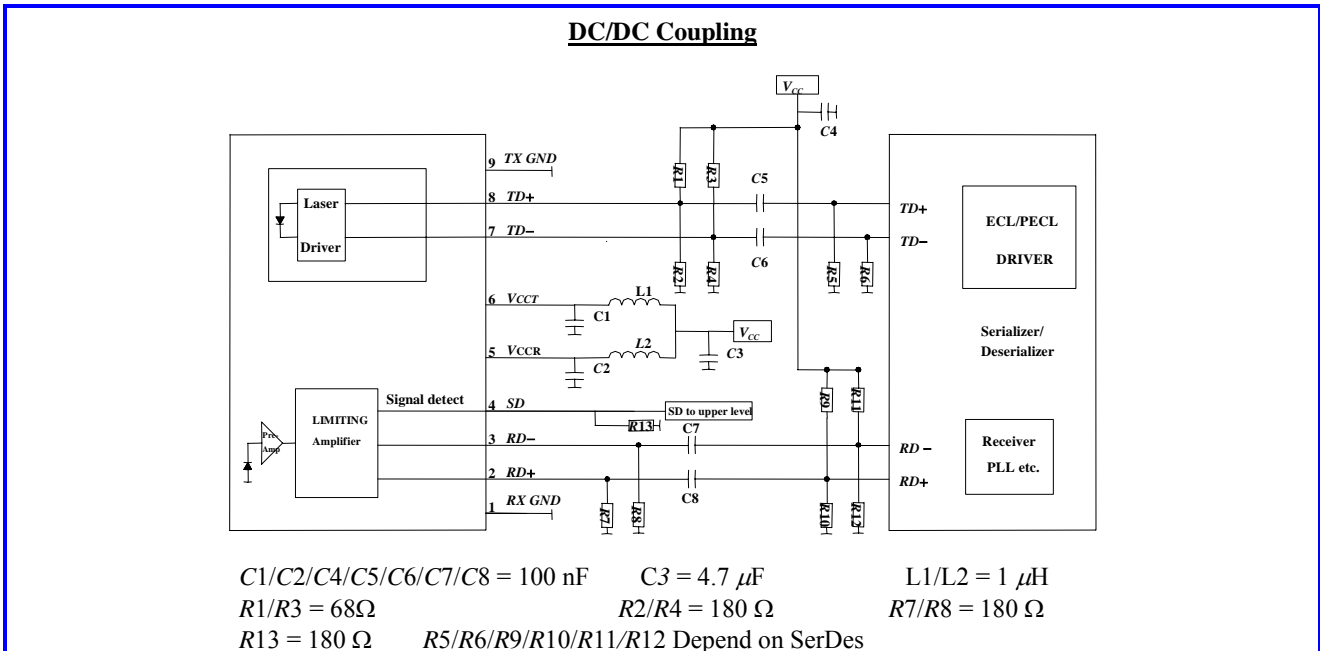 DC/DC Coupling
VCC
C4
9 TX GND
R1
R3
C5
Laser
Driver
8 TD+
TD+
ECL/PECL
DRIVER
7 TD−
TD−
C6
R2
R4
R5
R6
6 VCCT
L1
C1
VCC
Serializer/
Deserializer
5 VCCR
L2
C2
C3
Signal detect
4 SD
SD to upper level
R9
R11
LIMITING
Amplifier
R13
C7
Pre-
Amp
3 RD−
RD −
Receiver
PLL etc.
2 RD+
RD+
C8
1 RX GND
R7
R8
R10
R12
C1/C2/C4/C5/C6/C7/C8 = 100 nF C3 = 4.7 μF L1/L2 = 1 μH
R1/R3 = 68Ω R2/R4 = 180 Ω R7/R8 = 180 Ω
R13 = 180 Ω R5/R6/R9/R10/R11/R12 Depend on SerDes